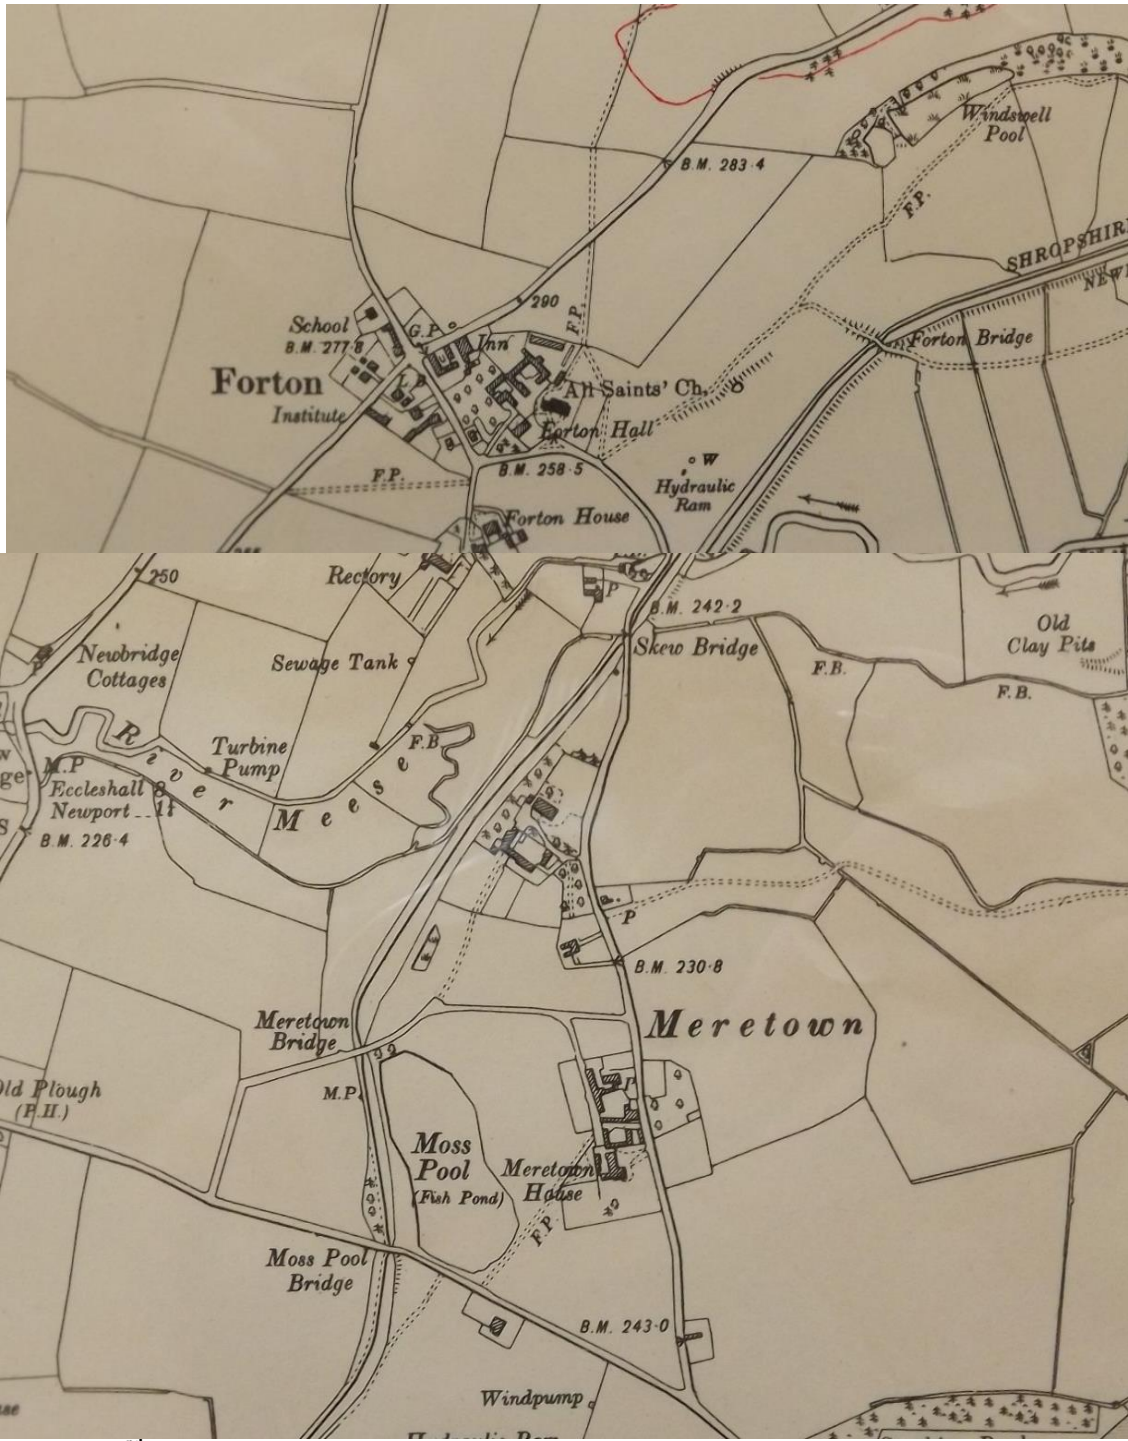 Windswell
Pool
B.M. 283·4
F.P.
SHROPSHIR
290
F.P.
School
G.P.
B.M. 277·8
Inn
Forton Bridge
Forton
L.B
All Saints' Ch.
Institute
Forton Hall
B.M. 258·5
W
F.P.
Hydraulic
Ram
Forton House
250
Rectory
P
B.M. 242·2
Old
Clay Pits
Newbridge
Cottages
Sewage Tank
Skew Bridge
F.B.
F.B.
River Meese
F.B
Turbine
Pump
M.P
Eccleshall 8
Newport
B.M. 226·4
P
B.M. 230·8
Meretown
Bridge
Meretown
M.P.
Old Plough
(P.H.)
Moss
Pool
(Fish Pond)
Meretown
House
F.P.
Moss Pool
Bridge
B.M. 243·0
Windpump